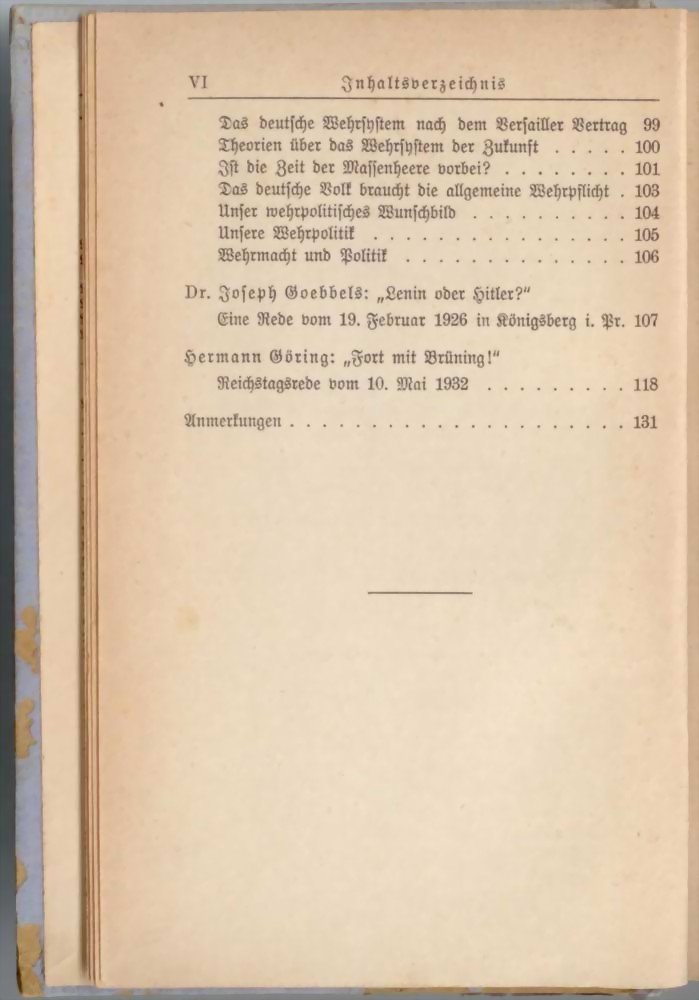 VI Inhaltsverzeichnis
Das deutsche Wehrsystem nach dem Versailler Vertrag 99
Theorien über das Wehrsystem der Zukunft . . . . . 100
Ist die Zeit der Massenheere vorbei? . . . . . . . . 101
Das deutsche Volk braucht die allgemeine Wehrpflicht . 103
Unser wehrpolitisches Wunschbild . . . . . . . . . . 104
Unsere Wehrpolitik . . . . . . . . . . . . . . . . 105
Wehrmacht und Politik . . . . . . . . . . . . . . 106
Dr. Joseph Goebbels: „Lenin oder Hitler?“
Eine Rede vom 19. Februar 1926 in Königsberg i. Pr. 107
Hermann Göring: „Fort mit Brüning!“
Reichstagsrede vom 10. Mai 1932 . . . . . . . . . 118
Anmerkungen . . . . . . . . . . . . . . . . . . . . . 131